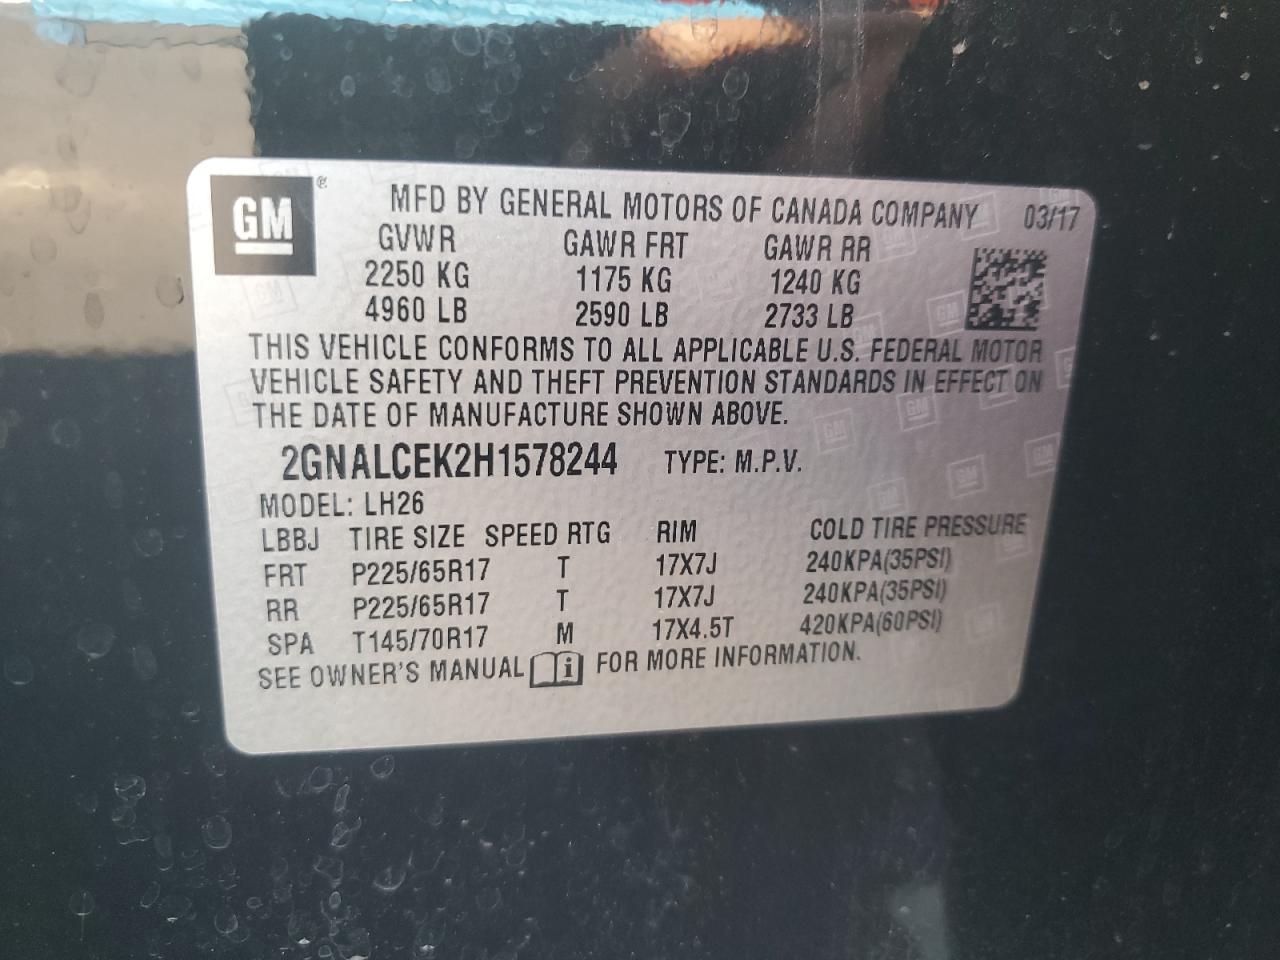 GM ® MFD BY GENERAL MOTORS OF CANADA COMPANY 03/17
GVWR GAWR FRT GAWR RR
2250 KG 1175 KG 1240 KG
4960 LB 2590 LB 2733 LB
THIS VEHICLE CONFORMS TO ALL APPLICABLE U.S. FEDERAL MOTOR
VEHICLE SAFETY AND THEFT PREVENTION STANDARDS IN EFFECT ON
THE DATE OF MANUFACTURE SHOWN ABOVE.
2GNALCEK2H1578244 TYPE: M.P.V.
MODEL: LH26
LBBJ TIRE SIZE SPEED RTG RIM COLD TIRE PRESSURE
FRT P225/65R17 T 17X7J 240KPA(35PSI)
RR P225/65R17 T 17X7J 240KPA(35PSI)
SPA T145/70R17 M 17X4.5T 420KPA(60PSI)
SEE OWNER'S MANUAL i FOR MORE INFORMATION.